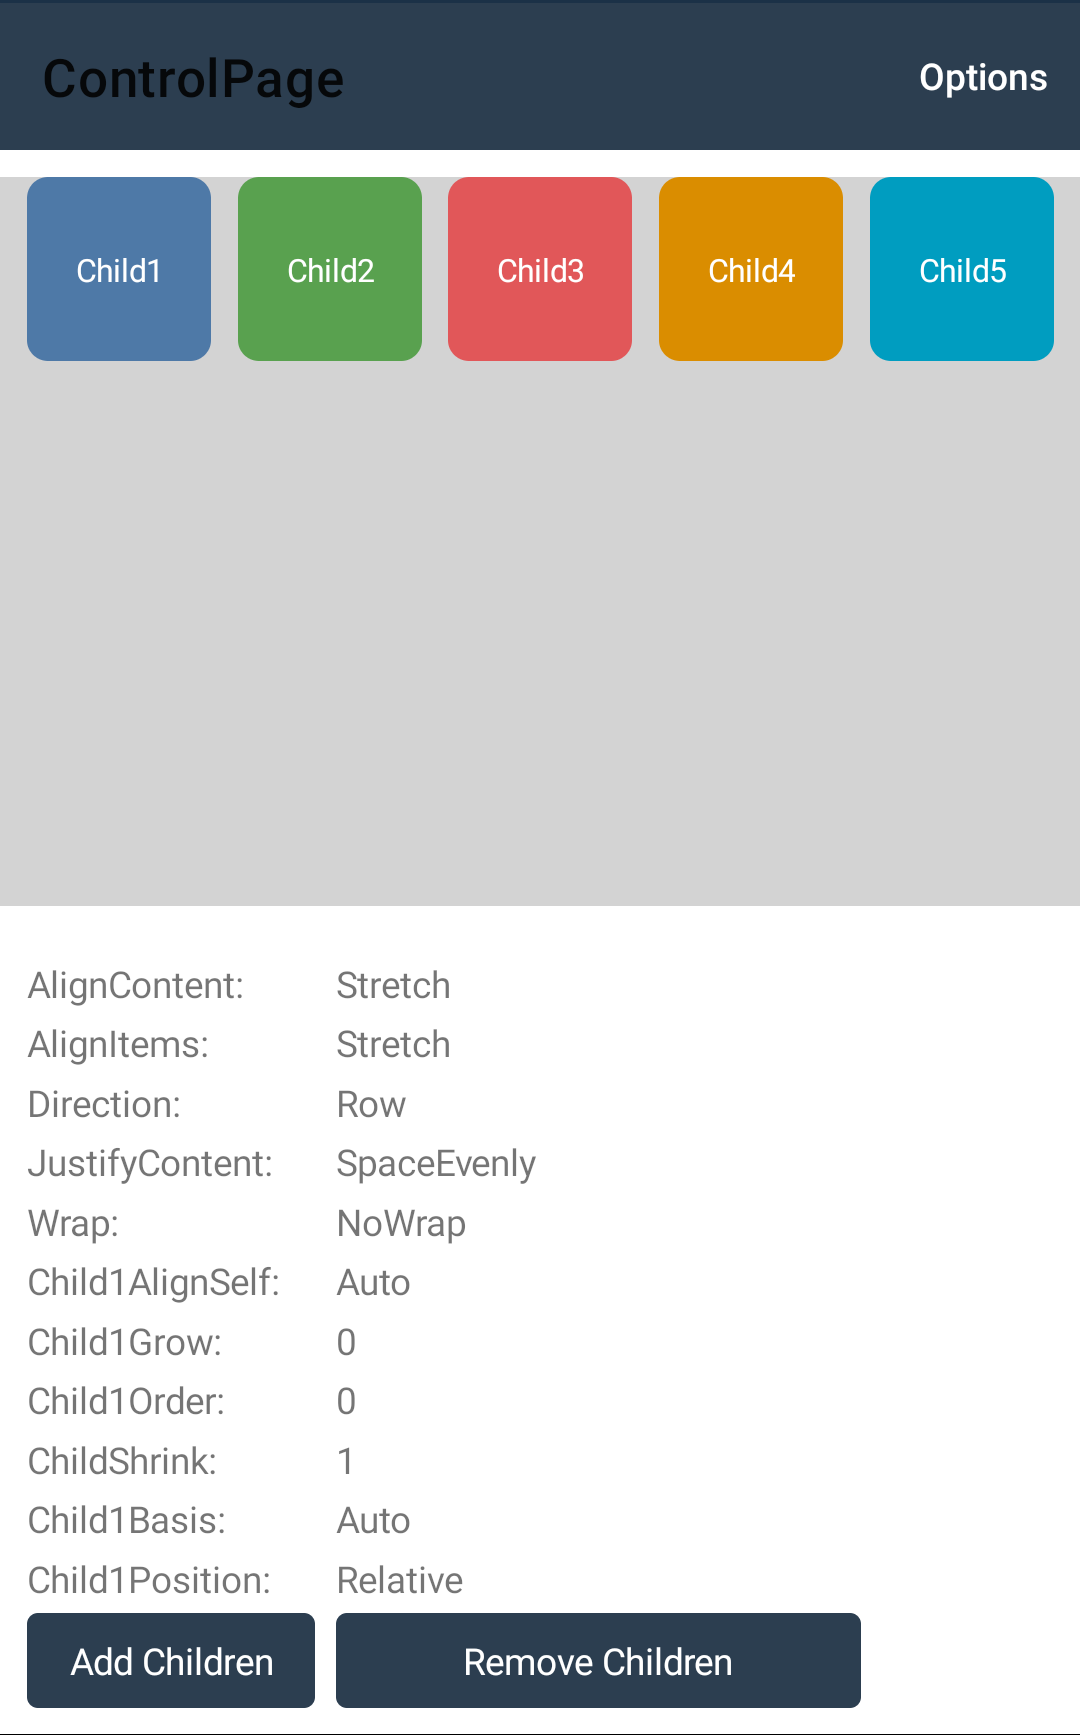 ControlPage Options
Child1 Child2 Child3 Child4 Child5
AlignContent: Stretch
AlignItems: Stretch
Direction: Row
JustifyContent: SpaceEvenly
Wrap: NoWrap
Child1AlignSelf: Auto
Child1Grow: 0
Child1Order: 0
ChildShrink: 1
Child1Basis: Auto
Child1Position: Relative
Add Children Remove Children